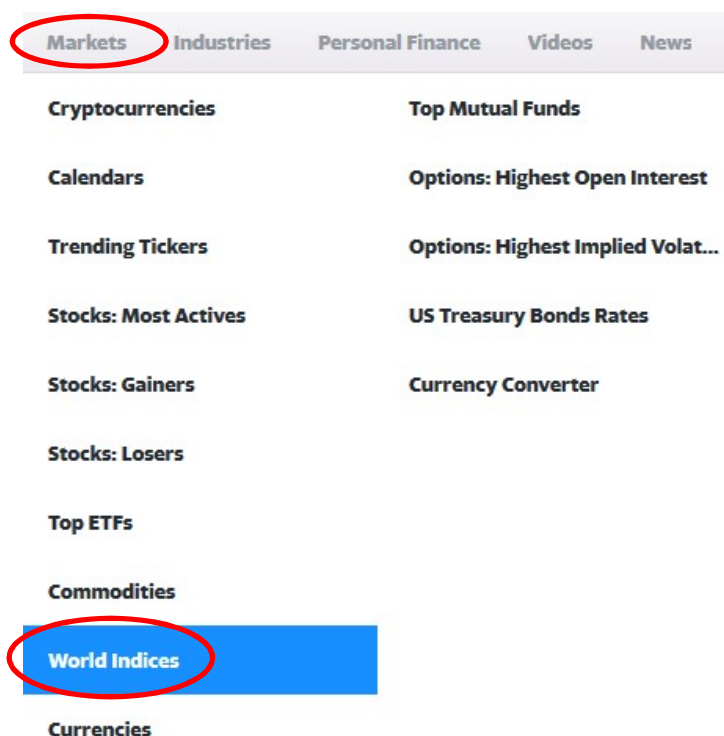 Markets Industries Personal Finance Videos News
Cryptocurrencies
Calendars
Trending Tickers
Stocks: Most Actives
Stocks: Gainers
Stocks: Losers
Top ETFs
Commodities
World Indices
Currencies
Top Mutual Funds
Options: Highest Open Interest
Options: Highest Implied Volat...
US Treasury Bonds Rates
Currency Converter